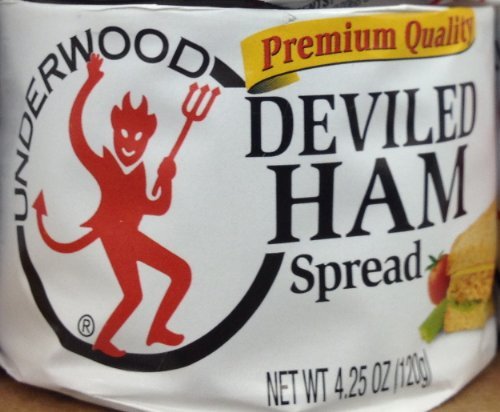 UNDERWOOD
®
Premium Quality
DEVILED
HAM
Spread
NET WT 4.25 OZ (120g)